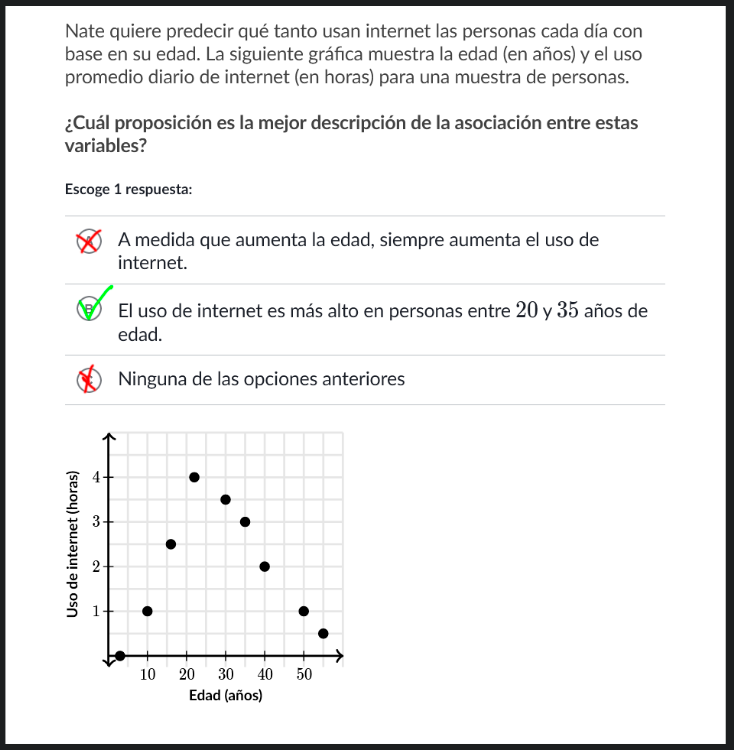 Nate quiere predecir qué tanto usan internet las personas cada día con
base en su edad. La siguiente gráfica muestra la edad (en años) y el uso
promedio diario de internet (en horas) para una muestra de personas.
¿Cuál proposición es la mejor descripción de la asociación entre estas
variables?
Escoge 1 respuesta:
A medida que aumenta la edad, siempre aumenta el uso de
internet.
B El uso de internet es más alto en personas entre 20 y 35 años de
edad.
Ninguna de las opciones anteriores
Uso de internet (horas)
4
3
2
1
10 20 30 40 50
Edad (años)